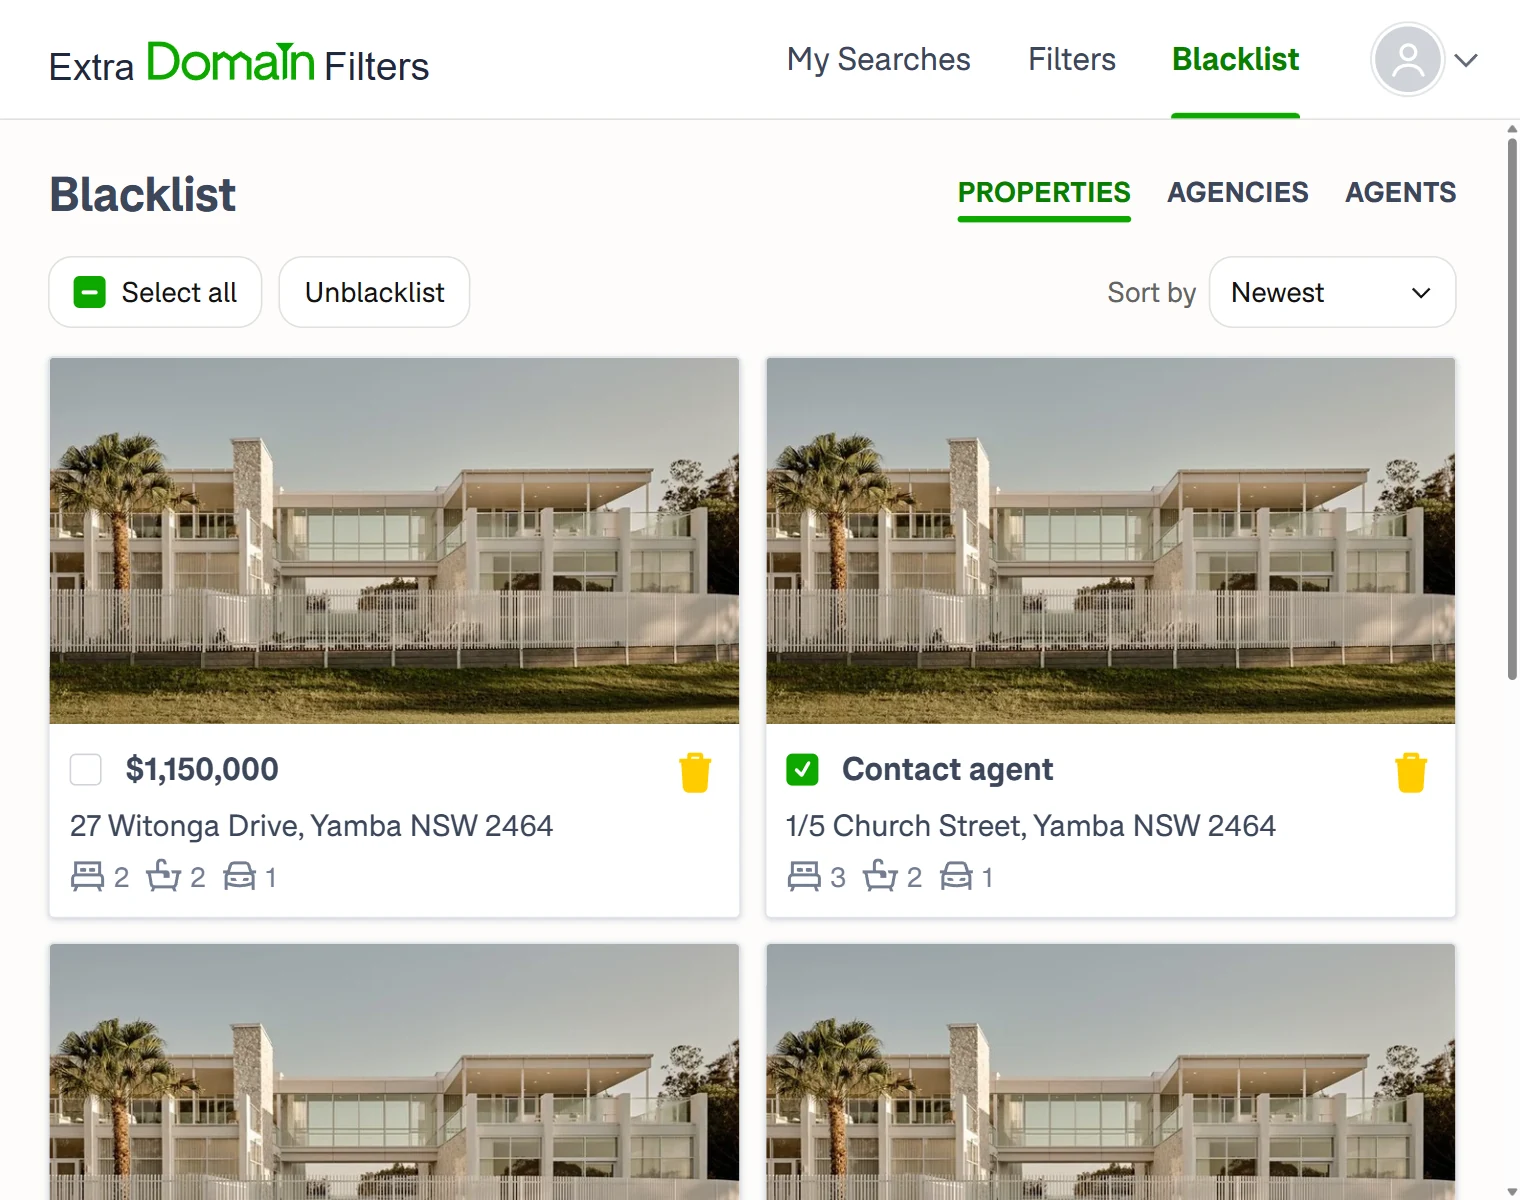 Extra Domain Filters
My Searches
Filters
Blacklist
Blacklist
PROPERTIES
AGENCIES
AGENTS
Select all
Unblacklist
Sort by
Newest
$1,150,000
27 Witonga Drive, Yamba NSW 2464
2 2 1
Contact agent
1/5 Church Street, Yamba NSW 2464
3 2 1